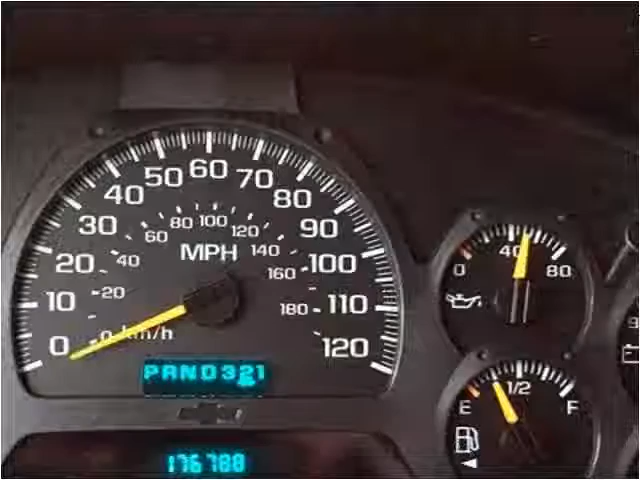 60
50 70
40 80
100
80 120
30 60 140 90
MPH
20 40 160 100
10 20 180 110
0 0 km/h 120
PRND321
176788
40
0 80
1/2
E F